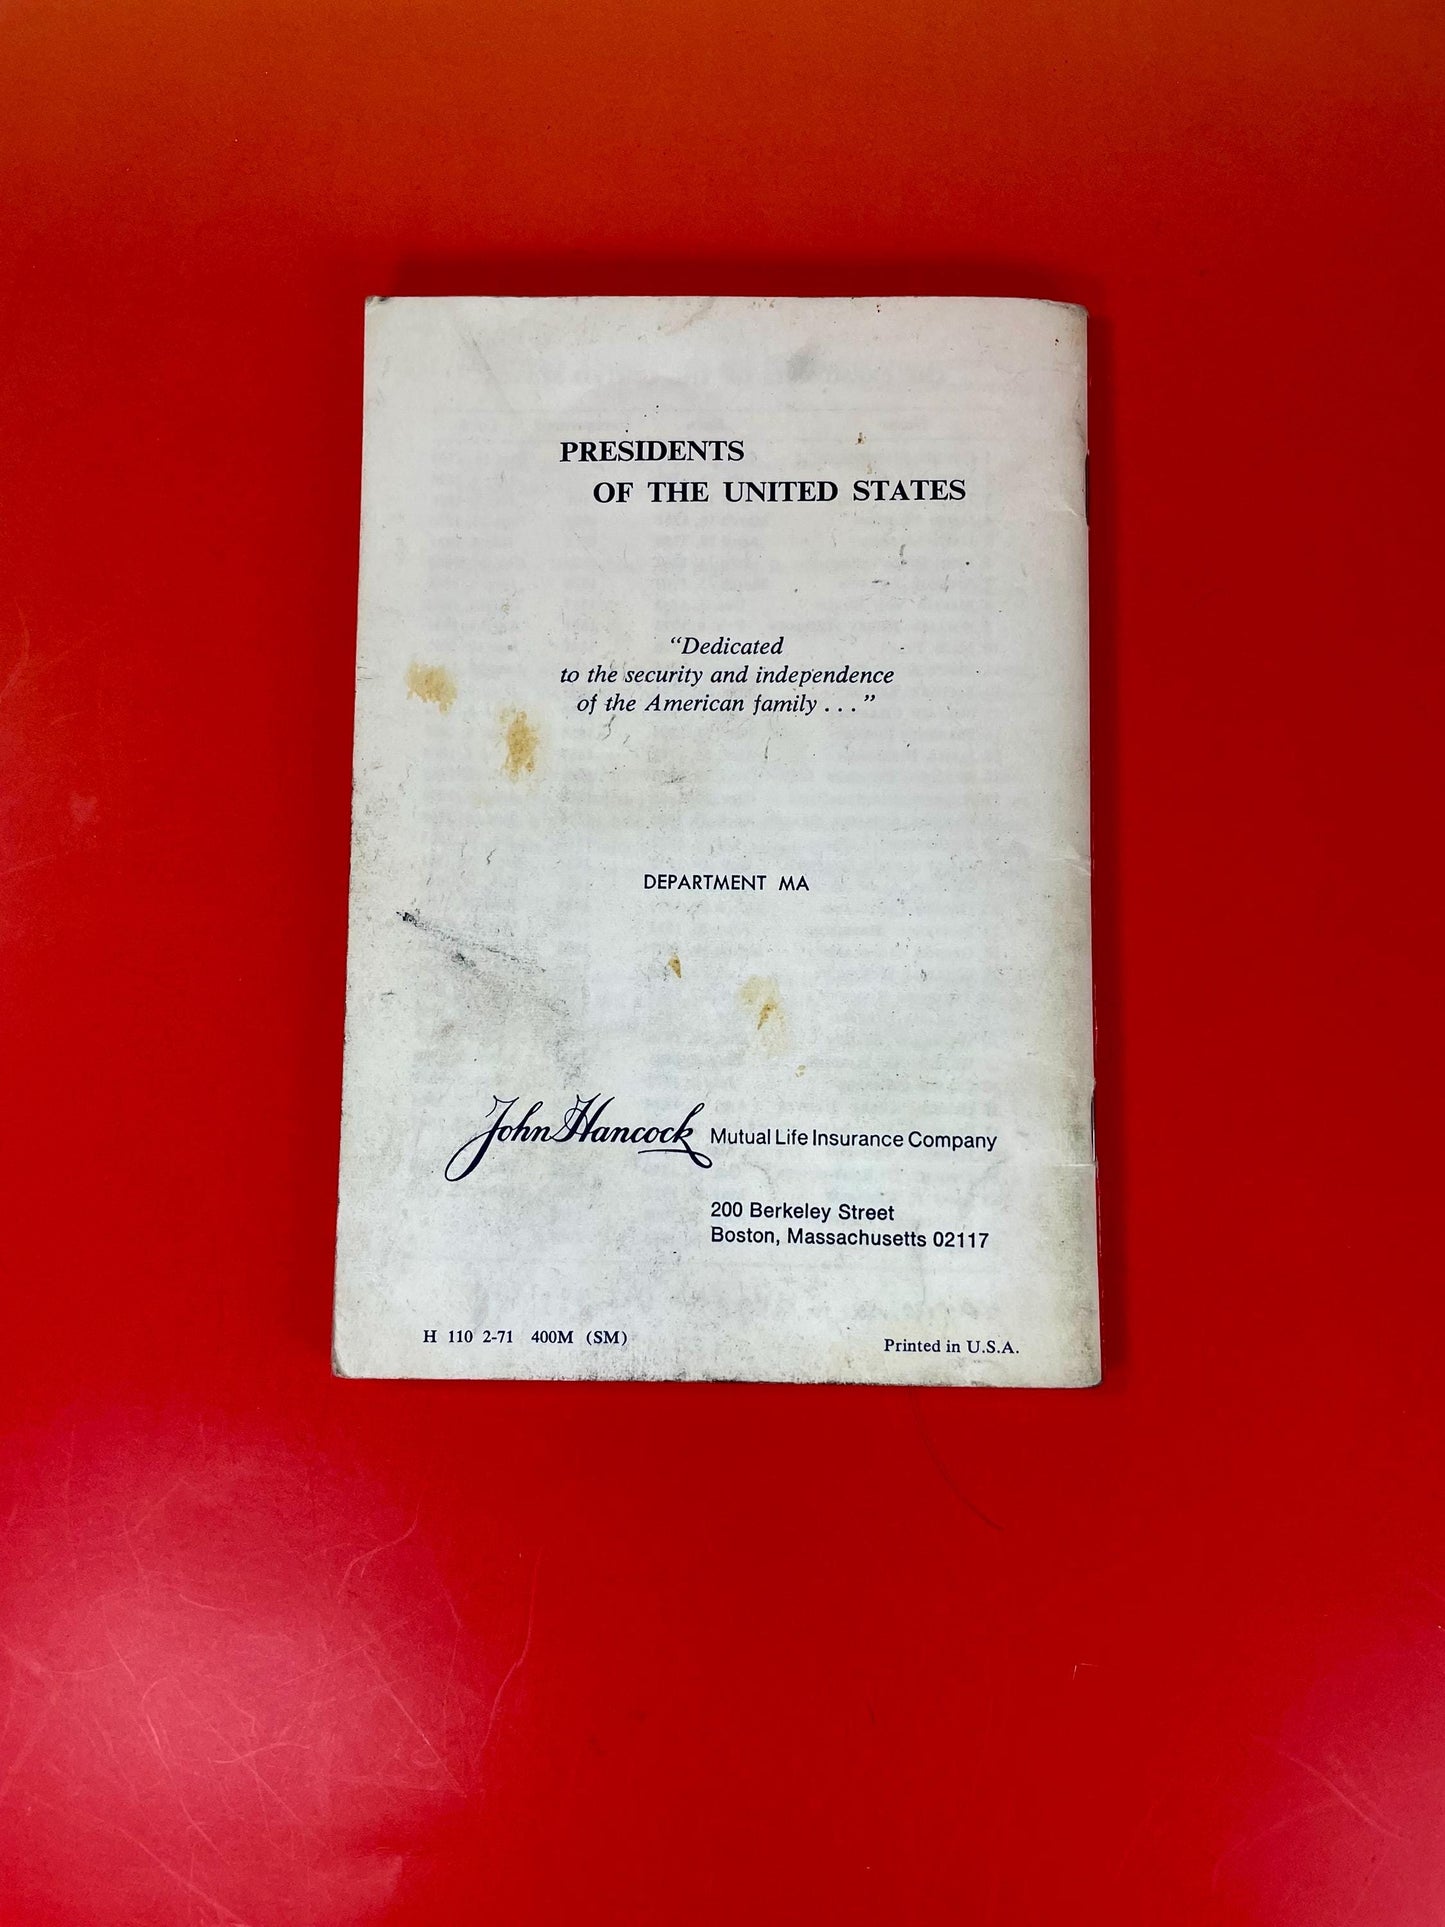 PRESIDENTS
OF THE UNITED STATES
“Dedicated
to the security and independence
of the American family . . . ”
DEPARTMENT MA
John Hancock Mutual Life Insurance Company
200 Berkeley Street
Boston, Massachusetts 02117
H 110 2-71 400M (SM)
Printed in U.S.A.